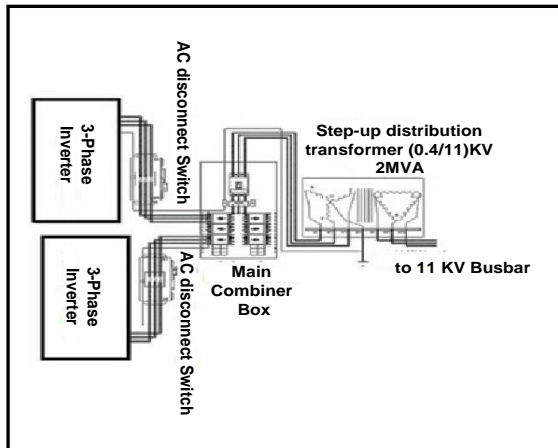 AC disconnect Switch
3-Phase
Inverter
Step-up distribution
transformer (0.4/11)KV
2MVA
to 11 KV Busbar
Main
Combiner
Box
3-Phase
Inverter
AC disconnect Switch